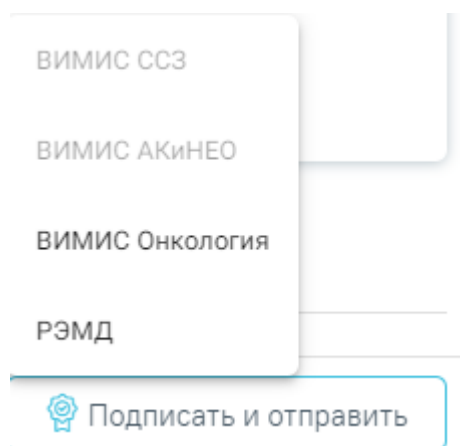 ВИМИС ССЗ
ВИМИС АКиНЕО
ВИМИС Онкология
РЭМД
Подписать и отправить